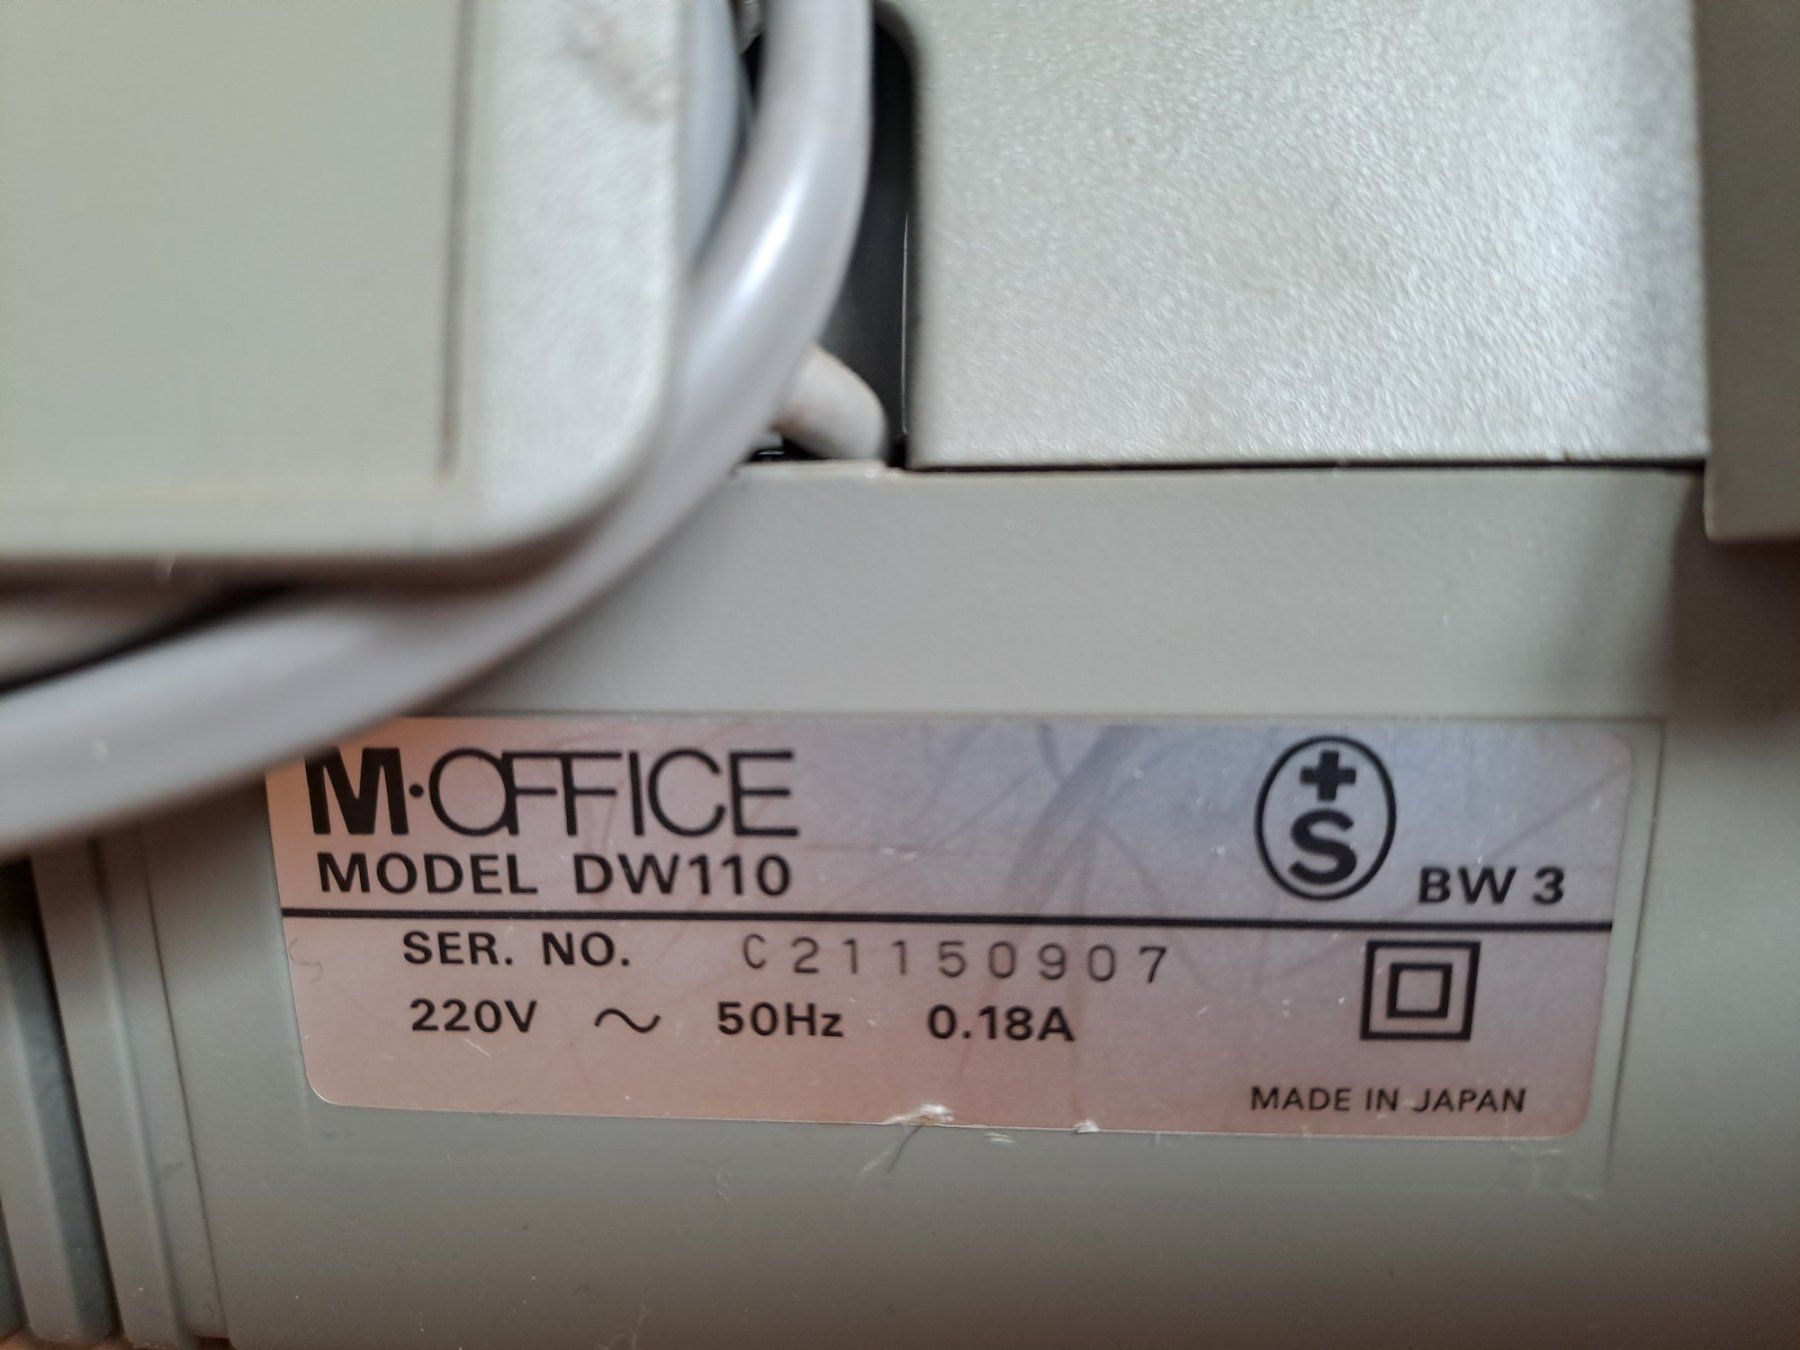 M·OFFICE
MODEL DW110
+S
BW 3
SER. NO. C21150907
220V ~ 50Hz 0.18A
MADE IN JAPAN